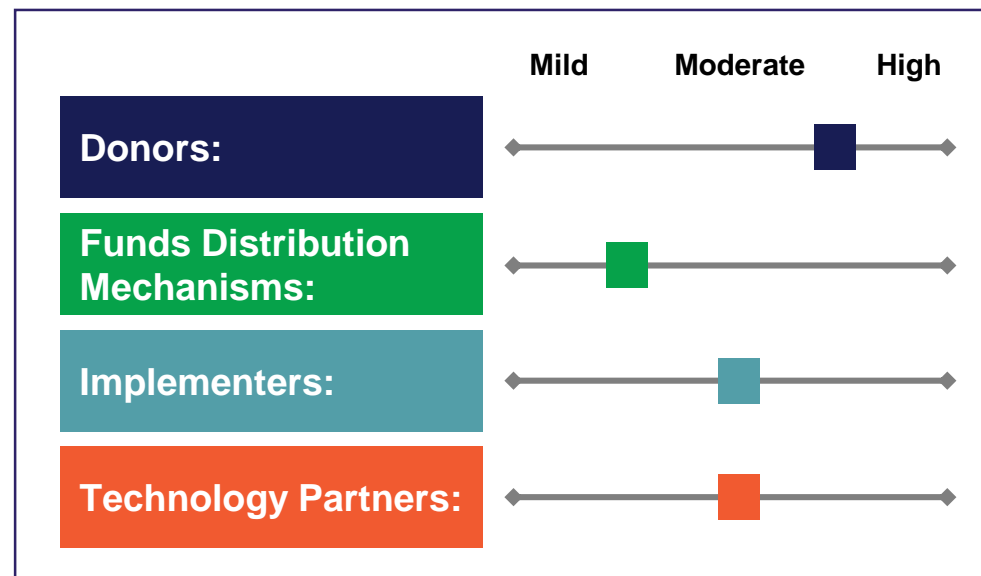 Mild Moderate High
Donors:
Funds Distribution
Mechanisms:
Implementers:
Technology Partners: